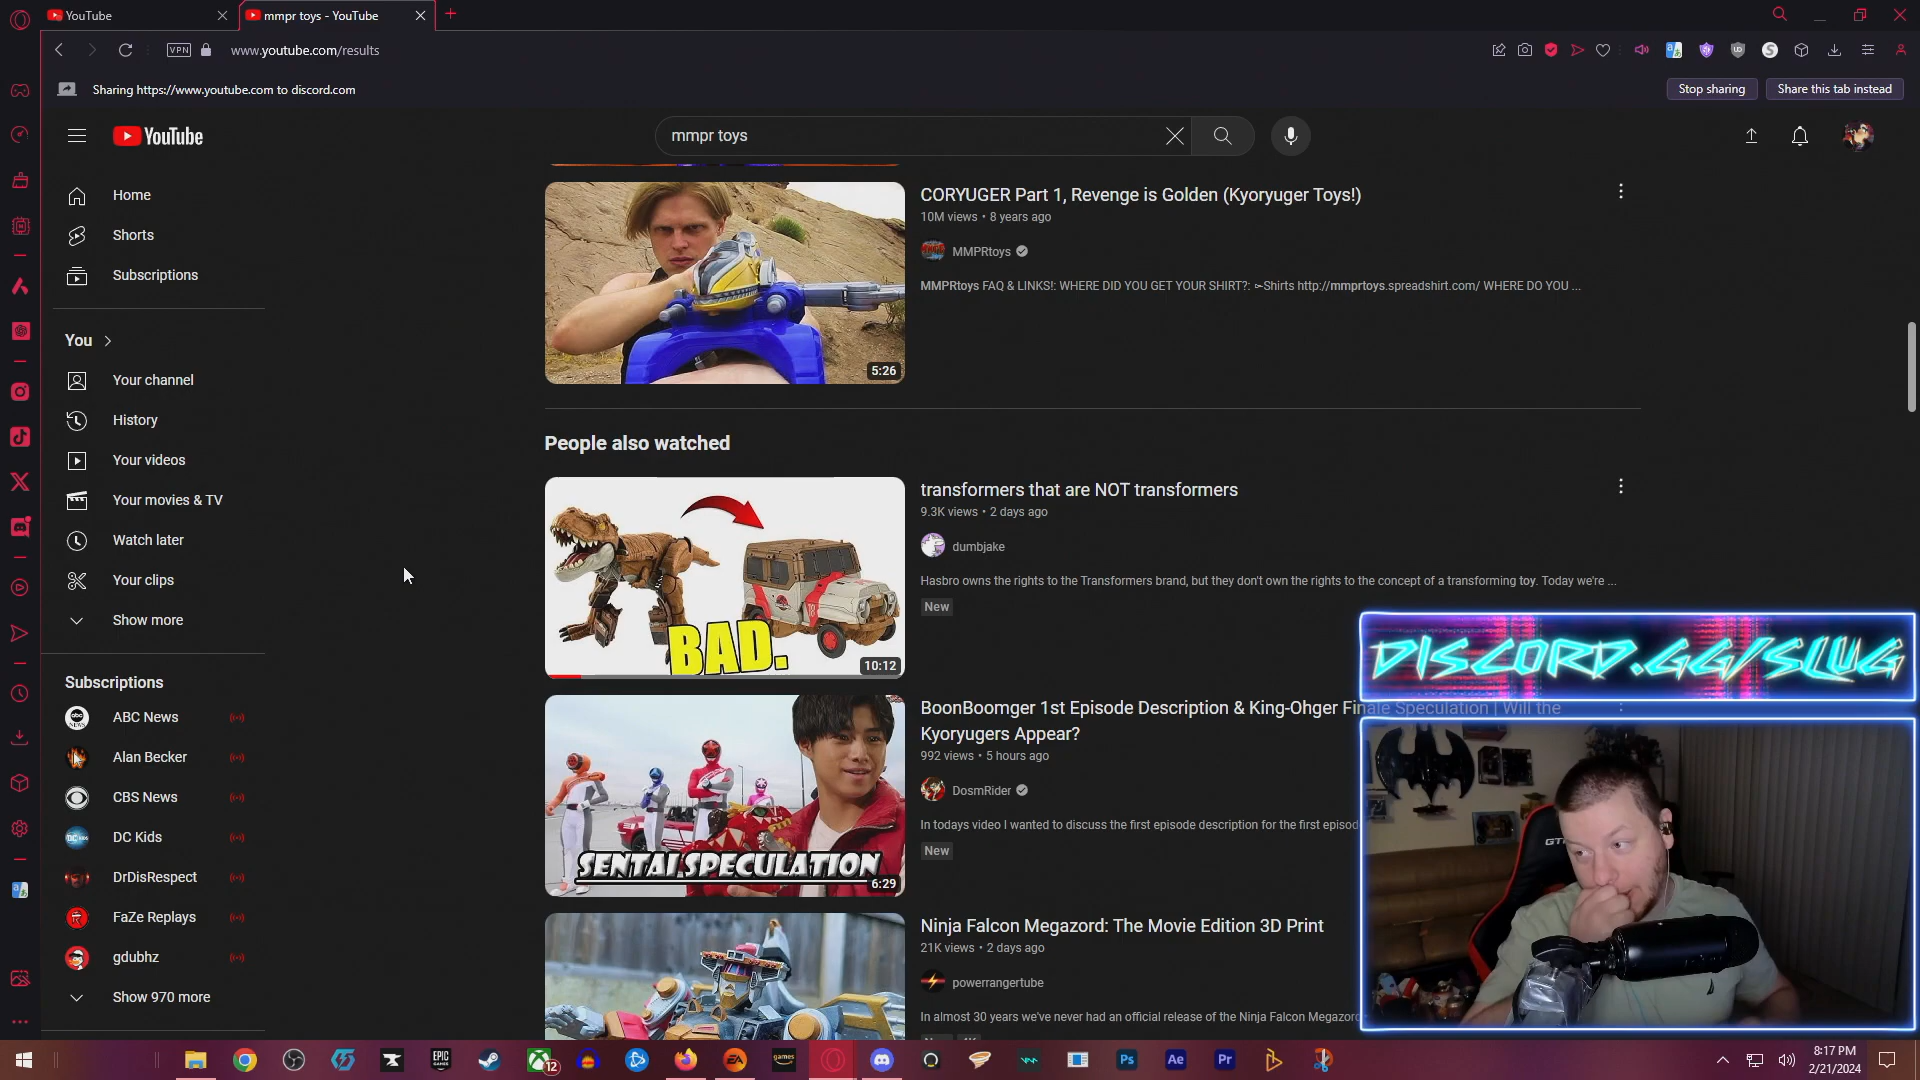 YouTube
mmpr toys - YouTube
VPN
www.youtube.com/results
Sharing https://www.youtube.com to discord.com
Stop sharing
Share this tab instead
YouTube
mmpr toys
Home
Shorts
Subscriptions
You
Your channel
History
Your videos
Your movies & TV
Watch later
Your clips
Show more
Subscriptions
ABC News
Alan Becker
CBS News
DC Kids
DrDisRespect
FaZe Replays
gdubhz
Show 970 more
5:26
CORYUGER Part 1, Revenge is Golden (Kyoryuger Toys!)
10M views • 8 years ago
MMPRtoys
MMPRtoys FAQ & LINKS!: WHERE DID YOU GET YOUR SHIRT?: ➳Shirts http://mmprtoys.spreadshirt.com/ WHERE DO YOU ...
People also watched
BAD.
10:12
transformers that are NOT transformers
9.3K views • 2 days ago
dumbjake
Hasbro owns the rights to the Transformers brand, but they don't own the rights to the concept of a transforming toy. Today we're ...
New
SENTAI SPECULATION
6:29
BoonBoomger 1st Episode Description & King-Ohger Finale Speculation | Will the
Kyoryugers Appear?
992 views • 5 hours ago
DosmRider
In todays video I wanted to discuss the first episode description for the first episod
New
Ninja Falcon Megazord: The Movie Edition 3D Print
21K views • 2 days ago
powerrangertube
In almost 30 years we've never had an official release of the Ninja Falcon Megazord
DISCORD.GG/SLUG
GT
EPIC
GAMES
12
EA
games
Ps
Ae
Pr
8:17 PM
2/21/2024